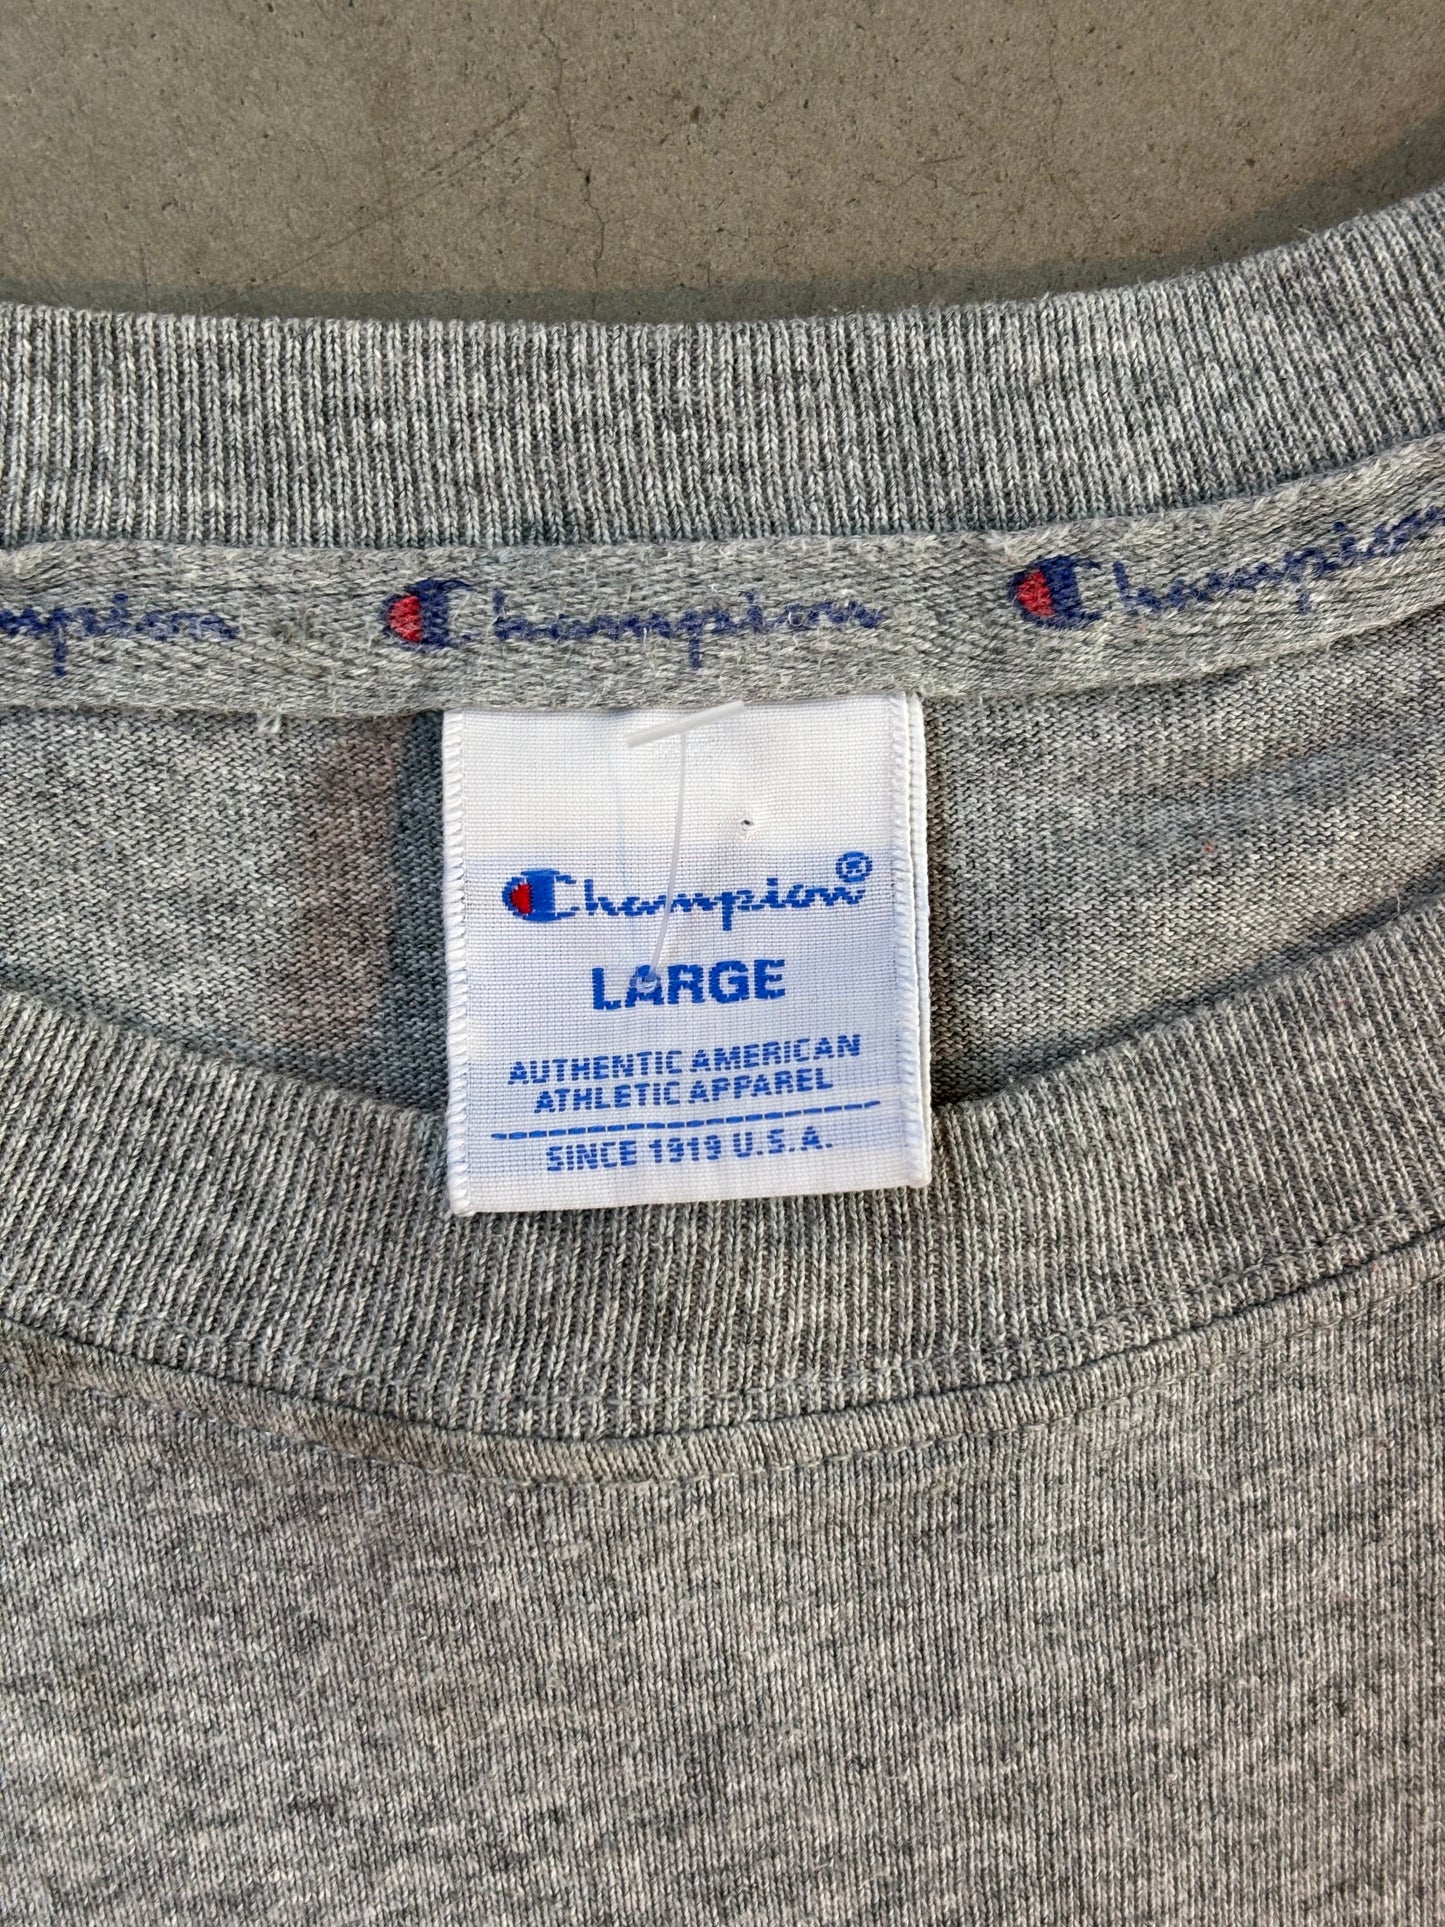 Champion Champion Champion
Champion®
LARGE
AUTHENTIC AMERICAN
ATHLETIC APPAREL
SINCE 1919 U.S.A.